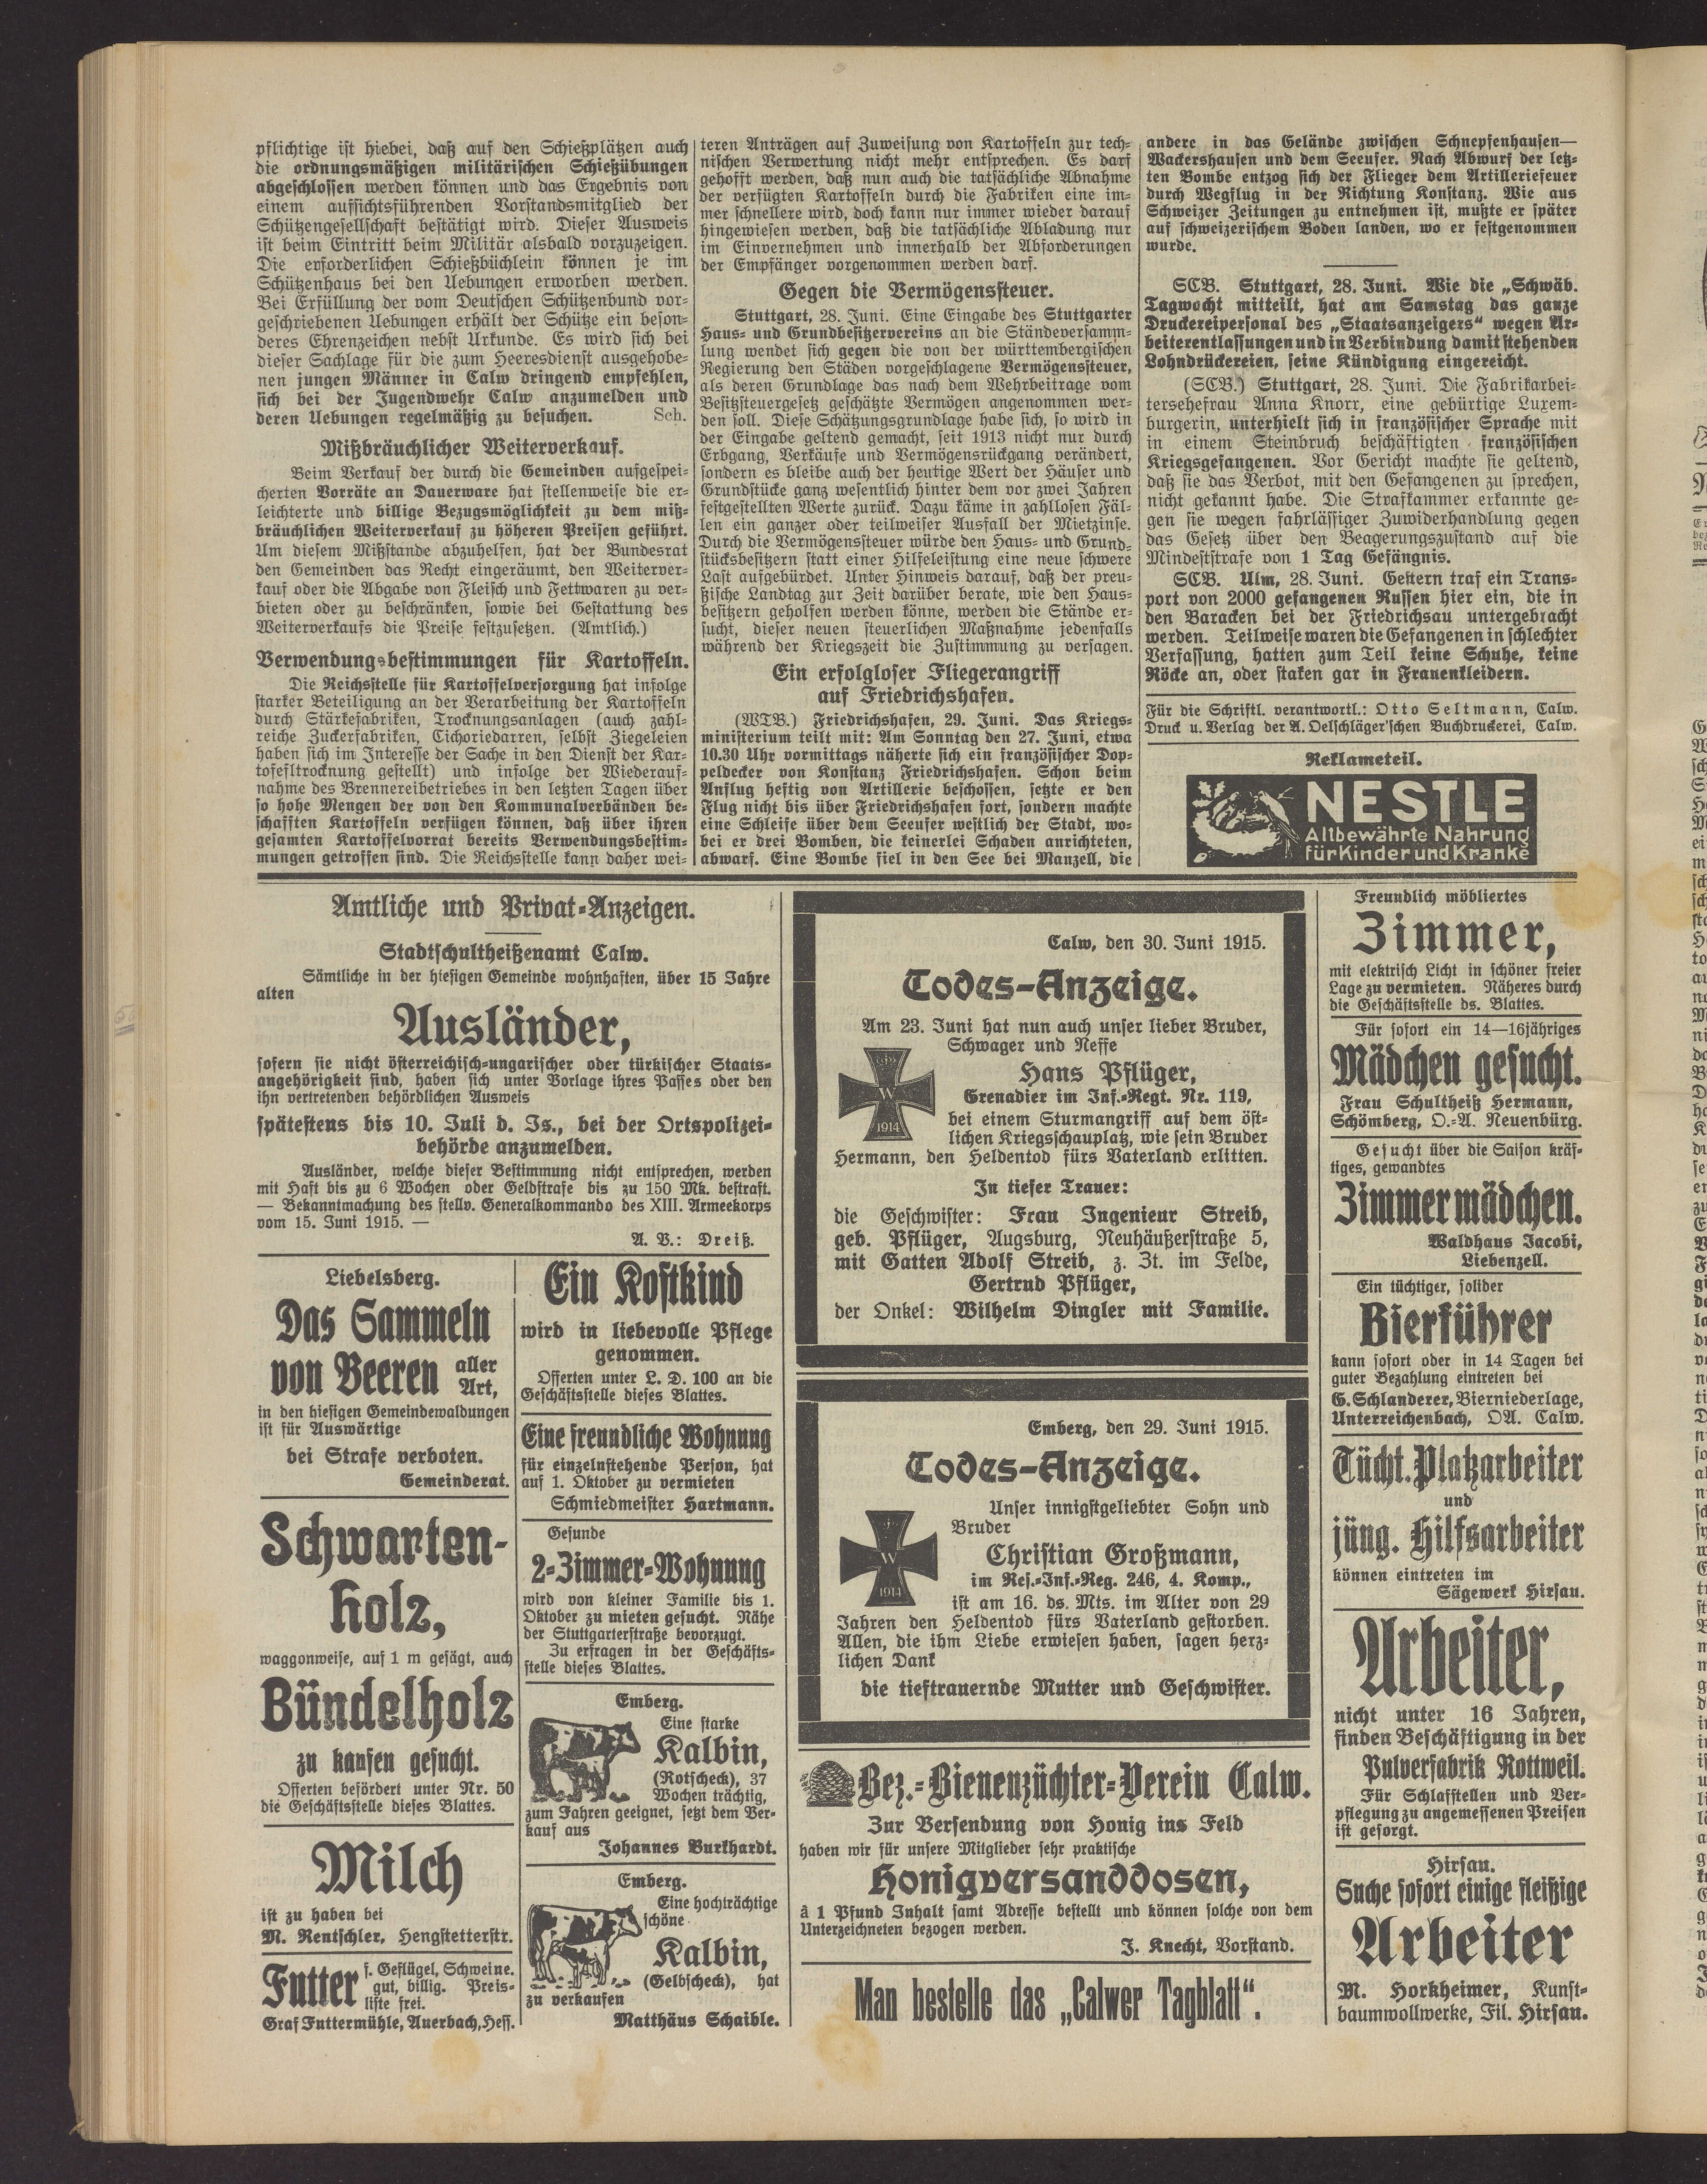 pflichtige ist hiebei, daß auf den Schießplätzen auch
die ordnungsmäßigen militärischen Schießübungen
abgeschlossen werden können und das Ergebnis von
einem aufsichtsführenden Vorstandsmitglied der
Schützengesellschaft bestätigt wird. Dieser Ausweis
ist beim Eintritt beim Militär alsbald vorzuzeigen.
Die erforderlichen Schießbüchlein können je im
Schützenhaus bei den Uebungen erworben werden.
Bei Erfüllung der vom Deutschen Schützenbund vor-
geschriebenen Uebungen erhält der Schütze ein beson-
deres Ehrenzeichen nebst Urkunde. Es wird sich bei
dieser Sachlage für die zum Heeresdienst ausgehobe-
nen jungen Männer in Calw dringend empfehlen,
sich bei der Jugendwehr Calw anzumelden und
deren Uebungen regelmäßig zu besuchen. Sch.
Mißbräuchlicher Weiterverkauf.
Beim Verkauf der durch die Gemeinden aufgespei-
cherten Vorräte an Dauerware hat stellenweise die er-
leichterte und billige Bezugsmöglichkeit zu dem miß-
bräuchlichen Weiterverkauf zu höheren Preisen geführt.
Um diesem Mißstande abzuhelfen, hat der Bundesrat
den Gemeinden das Recht eingeräumt, den Weiterver-
kauf oder die Abgabe von Fleisch und Fettwaren zu ver-
bieten oder zu beschränken, sowie bei Gestattung des
Weiterverkaufs die Preise festzusetzen. (Amtlich.)
Verwendungsbestimmungen für Kartoffeln.
Die Reichsstelle für Kartoffelversorgung hat infolge
starker Beteiligung an der Verarbeitung der Kartoffeln
durch Stärkefabriken, Trocknungsanlagen (auch zahl-
reiche Zuckerfabriken, Cichoriedarren, selbst Ziegeleien
haben sich im Interesse der Sache in den Dienst der Kar-
tofefltrocknung gestellt) und infolge der Wiederauf-
nahme des Brennereibetriebes in den letzten Tagen über
so hohe Mengen der von den Kommunalverbänden be-
schafften Kartoffeln verfügen können, daß über ihren
gesamten Kartoffelvorrat bereits Verwendungsbestim-
mungen getroffen sind. Die Reichsstelle kann daher wei-
teren Anträgen auf Zuweisung von Kartoffeln zur tech-
nischen Verwertung nicht mehr entsprechen. Es darf
gehofft werden, daß nun auch die tatsächliche Abnahme
der verfügten Kartoffeln durch die Fabriken eine im-
mer schnellere wird, doch kann nur immer wieder darauf
hingewiesen werden, daß die tatsächliche Abladung nur
im Einvernehmen und innerhalb der Abforderungen
der Empfänger vorgenommen werden darf.
Gegen die Vermögenssteuer.
Stuttgart, 28. Juni. Eine Eingabe des Stuttgarter
Haus- und Grundbesitzervereins an die Ständeversamm-
lung wendet sich gegen die von der württembergischen
Regierung den Städen vorgeschlagene Vermögenssteuer,
als deren Grundlage das nach dem Wehrbeitrage vom
Besitzsteuergesetz geschätzte Vermögen angenommen wer-
den soll. Diese Schätzungsgrundlage habe sich, so wird in
der Eingabe geltend gemacht, seit 1913 nicht nur durch
Erbgang, Verkäufe und Vermögensrückgang verändert,
sondern es bleibe auch der heutige Wert der Häuser und
Grundstücke ganz wesentlich hinter dem vor zwei Jahren
festgestellten Werte zurück. Dazu käme in zahllosen Fäl-
len ein ganzer oder teilweiser Ausfall der Mietzinse.
Durch die Vermögenssteuer würde den Haus- und Grund-
stücksbesitzern statt einer Hilfeleistung eine neue schwere
Last aufgebürdet. Unter Hinweis darauf, daß der preu-
ßische Landtag zur Zeit darüber berate, wie den Haus-
besitzern geholfen werden könne, werden die Stände er-
sucht, dieser neuen steuerlichen Maßnahme jedenfalls
während der Kriegszeit die Zustimmung zu versagen.
Ein erfolgloser Fliegerangriff
auf Friedrichshafen.
(WTB.) Friedrichshafen, 29. Juni. Das Kriegs-
ministerium teilt mit: Am Sonntag den 27. Juni, etwa
10.30 Uhr vormittags näherte sich ein französischer Dop-
peldecker von Konstanz Friedrichshafen. Schon beim
Anflug heftig von Artillerie beschossen, setzte er den
Flug nicht bis über Friedrichshafen fort, sondern machte
eine Schleife über dem Seeufer westlich der Stadt, wo-
bei er drei Bomben, die keinerlei Schaden anrichteten,
abwarf. Eine Bombe fiel in den See bei Manzell, die
andere in das Gelände zwischen Schnepfenhausen—
Wackershausen und dem Seeufer. Nach Abwurf der letz-
ten Bombe entzog sich der Flieger dem Artilleriefeuer
durch Wegflug in der Richtung Konstanz. Wie aus
Schweizer Zeitungen zu entnehmen ist, mußte er später
auf schweizerischem Boden landen, wo er festgenommen
wurde.
SCB. Stuttgart, 28. Juni. Wie die „Schwäb.
Tagwacht mitteilt, hat am Samstag das ganze
Druckereipersonal des „Staatsanzeigers“ wegen Ar-
beiterentlassungen und in Verbindung damit stehenden
Lohndrückereien, seine Kündigung eingereicht.
(SCB.) Stuttgart, 28. Juni. Die Fabrikarbei-
tersehefrau Anna Knorr, eine gebürtige Luxem-
burgerin, unterhielt sich in französischer Sprache mit
in einem Steinbruch beschäftigten französischen
Kriegsgefangenen. Vor Gericht machte sie geltend,
daß sie das Verbot, mit den Gefangenen zu sprechen,
nicht gekannt habe. Die Strafkammer erkannte ge-
gen sie wegen fahrlässiger Zuwiderhandlung gegen
das Gesetz über den Beagerungszustand auf die
Mindeststrafe von 1 Tag Gefängnis.
SCB. Ulm, 28. Juni. Gestern traf ein Trans-
port von 2000 gefangenen Russen hier ein, die in
den Baracken bei der Friedrichsau untergebracht
werden. Teilweise waren die Gefangenen in schlechter
Verfassung, hatten zum Teil keine Schuhe, keine
Röcke an, oder staken gar in Frauenkleidern.
Für die Schriftl. verantwortl.: Otto Seltmann, Calw.
Druck u. Verlag der A. Oelschläger'schen Buchdruckerei, Calw.
Reklameteil.
NESTLE
Altbewährte Nahrung
für Kinder und Kranke
Amtliche und Privat-Anzeigen.
Stadtschultheißenamt Calw.
Sämtliche in der hiesigen Gemeinde wohnhaften, über 15 Jahre
alten
Ausländer,
sofern sie nicht österreichisch-ungarischer oder türkischer Staats-
angehörigkeit sind, haben sich unter Vorlage ihres Passes oder den
ihn vertretenden behördlichen Ausweis
spätestens bis 10. Juli d. Js., bei der Ortspolizei-
behörde anzumelden.
Ausländer, welche dieser Bestimmung nicht entsprechen, werden
mit Haft bis zu 6 Wochen oder Geldstrafe bis zu 150 Mk. bestraft.
— Bekanntmachung des stellv. Generalkommando des XIII. Armeekorps
vom 15. Juni 1915. —
A. V.: Dreiß.
Liebelsberg.
Das Sammeln
von Beeren aller
Art,
in den hiesigen Gemeindewaldungen
ist für Auswärtige
bei Strafe verboten.
Gemeinderat.
Schwarten-
holz,
waggonweise, auf 1 m gesägt, auch
Bündelholz
zu kaufen gesucht.
Offerten befördert unter Nr. 50
die Geschäftsstelle dieses Blattes.
Milch
ist zu haben bei
M. Rentschler, Hengstetterstr.
Futter f. Geflügel, Schweine.
gut, billig. Preis-
liste frei.
Graf Futtermühle, Auerbach, Hess.
Ein Kostkind
wird in liebevolle Pflege
genommen.
Offerten unter L. D. 100 an die
Geschäftsstelle dieses Blattes.
Eine freundliche Wohnung
für einzelnstehende Person, hat
auf 1. Oktober zu vermieten
Schmiedmeister Hartmann.
Gesunde
2-Zimmer-Wohnung
wird von kleiner Familie bis 1.
Oktober zu mieten gesucht. Nähe
der Stuttgarterstraße bevorzugt.
Zu erfragen in der Geschäfts-
stelle dieses Blattes.
Emberg.
Eine starke
Kalbin,
(Rotscheck), 37
Wochen trächtig,
zum Fahren geeignet, setzt dem Ver-
kauf aus
Johannes Burkhardt.
Emberg.
Eine hochträchtige
schöne
Kalbin,
(Gelbscheck), hat
zu verkaufen
Matthäus Schaible.
Calw, den 30. Juni 1915.
Todes-Anzeige.
Am 23. Juni hat nun auch unser lieber Bruder,
Schwager und Neffe
Hans Pflüger,
Grenadier im Inf.-Regt. Nr. 119,
bei einem Sturmangriff auf dem öst-
lichen Kriegsschauplatz, wie sein Bruder
Hermann, den Heldentod fürs Vaterland erlitten.
W
1914
In tiefer Trauer:
die Geschwister: Frau Ingenieur Streib,
geb. Pflüger, Augsburg, Neuhäußerstraße 5,
mit Gatten Adolf Streib, z. Zt. im Felde,
Gertrud Pflüger,
der Onkel: Wilhelm Dingler mit Familie.
Emberg, den 29. Juni 1915.
Todes-Anzeige.
Unser innigstgeliebter Sohn und
Bruder
Christian Großmann,
im Res.-Inf.-Reg. 246, 4. Komp.,
ist am 16. ds. Mts. im Alter von 29
Jahren den Heldentod fürs Vaterland gestorben.
Allen, die ihm Liebe erwiesen haben, sagen herz-
lichen Dank
W
1914
die tieftrauernde Mutter und Geschwister.
Bez.-Bienenzüchter-Verein Calw.
Zur Versendung von Honig ins Feld
haben wir für unsere Mitglieder sehr praktische
Honigversanddosen,
à 1 Pfund Inhalt samt Adresse bestellt und können solche von dem
Unterzeichneten bezogen werden.
J. Knecht, Vorstand.
Man bestelle das „Calwer Tagblatt“.
Freundlich möbliertes
Zimmer,
mit elektrisch Licht in schöner freier
Lage zu vermieten. Näheres durch
die Geschäftsstelle ds. Blattes.
Für sofort ein 14—16jähriges
Mädchen gesucht.
Frau Schultheiß Hermann,
Schömberg, O.-A. Neuenbürg.
Gesucht über die Saison kräf-
tiges, gewandtes
Zimmermädchen.
Waldhaus Jacobi,
Liebenzell.
Ein tüchtiger, solider
Bierführer
kann sofort oder in 14 Tagen bei
guter Bezahlung eintreten bei
G. Schlanderer, Bierniederlage,
Unterreichenbach, OA. Calw.
Tücht. Platzarbeiter
und
jüng. Hilfsarbeiter
können eintreten im
Sägewerk Hirsau.
Arbeiter,
nicht unter 16 Jahren,
finden Beschäftigung in der
Pulverfabrik Rottweil.
Für Schlafstellen und Ver-
pflegung zu angemessenen Preisen
ist gesorgt.
Hirsau.
Suche sofort einige fleißige
Arbeiter
M. Horkheimer, Kunst-
baumwollwerke, Fil. Hirsau.